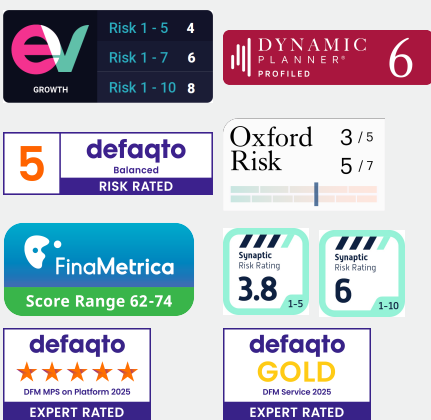 ev
GROWTH
Risk 1 - 5 4
Risk 1 - 7 6
Risk 1 - 10 8
DYNAMIC
PLANNER®
PROFILED
6
5
defaqto
Balanced
RISK RATED
Oxford
Risk
3 / 5
5 / 7
FinaMetrica
Score Range 62-74
Synaptic
Risk Rating
3.8
1-5
Synaptic
Risk Rating
6
1-10
defaqto
DFM MPS on Platform 2025
EXPERT RATED
defaqto
GOLD
DFM Service 2025
EXPERT RATED